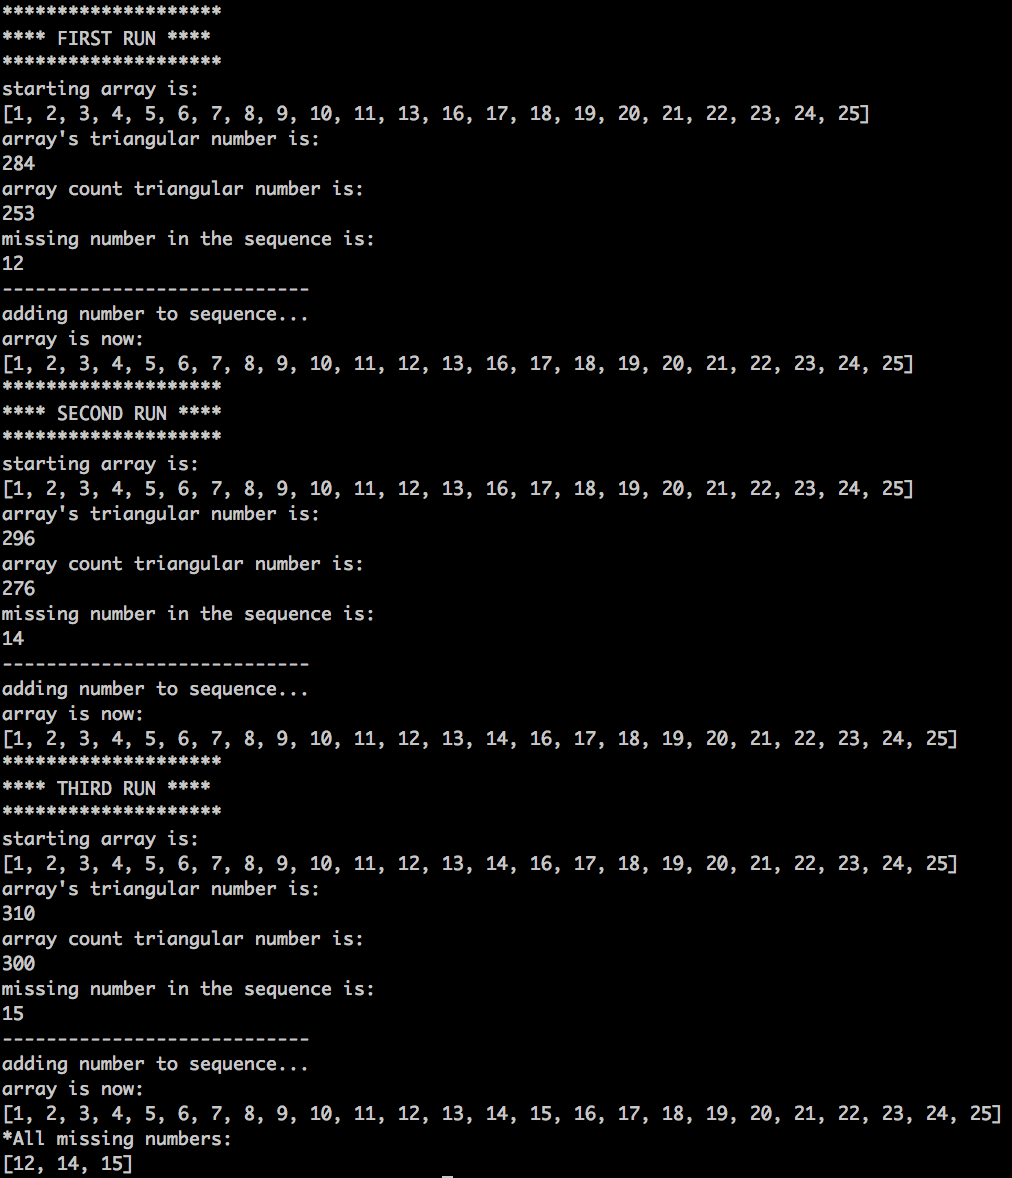 ********************
**** FIRST RUN ****
********************
starting array is:
[1, 2, 3, 4, 5, 6, 7, 8, 9, 10, 11, 13, 16, 17, 18, 19, 20, 21, 22, 23, 24, 25]
array's triangular number is:
284
array count triangular number is:
253
missing number in the sequence is:
12
----------------------------
adding number to sequence...
array is now:
[1, 2, 3, 4, 5, 6, 7, 8, 9, 10, 11, 12, 13, 16, 17, 18, 19, 20, 21, 22, 23, 24, 25]
********************
**** SECOND RUN ****
********************
starting array is:
[1, 2, 3, 4, 5, 6, 7, 8, 9, 10, 11, 12, 13, 16, 17, 18, 19, 20, 21, 22, 23, 24, 25]
array's triangular number is:
296
array count triangular number is:
276
missing number in the sequence is:
14
----------------------------
adding number to sequence...
array is now:
[1, 2, 3, 4, 5, 6, 7, 8, 9, 10, 11, 12, 13, 14, 16, 17, 18, 19, 20, 21, 22, 23, 24, 25]
********************
**** THIRD RUN ****
********************
starting array is:
[1, 2, 3, 4, 5, 6, 7, 8, 9, 10, 11, 12, 13, 14, 16, 17, 18, 19, 20, 21, 22, 23, 24, 25]
array's triangular number is:
310
array count triangular number is:
300
missing number in the sequence is:
15
----------------------------
adding number to sequence...
array is now:
[1, 2, 3, 4, 5, 6, 7, 8, 9, 10, 11, 12, 13, 14, 15, 16, 17, 18, 19, 20, 21, 22, 23, 24, 25]
*All missing numbers:
[12, 14, 15]